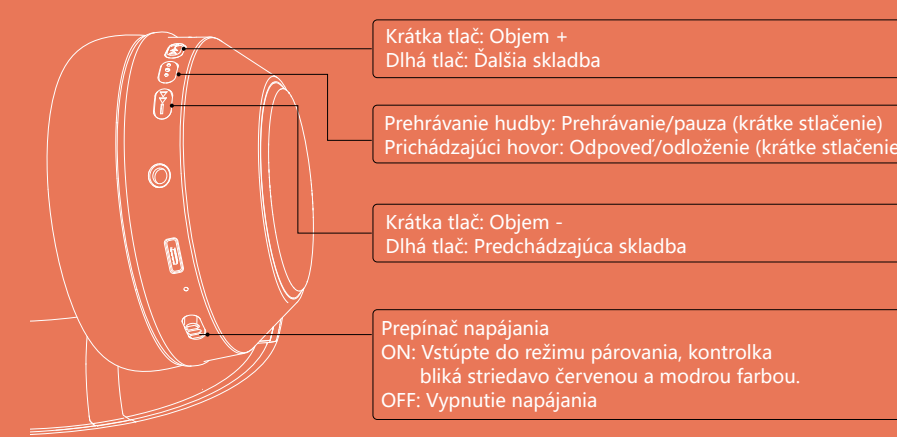 Krátka tlač: Objem +
Dlhá tlač: Ďalšia skladba
Prehrávanie hudby: Prehrávanie/pauza (krátke stlačenie)
Prichádzajúci hovor: Odpoveď/odloženie (krátke stlačenie
Krátka tlač: Objem -
Dlhá tlač: Predchádzajúca skladba
Prepínač napájania
ON: Vstúpte do režimu párovania, kontrolka
bliká striedavo červenou a modrou farbou.
OFF: Vypnutie napájania